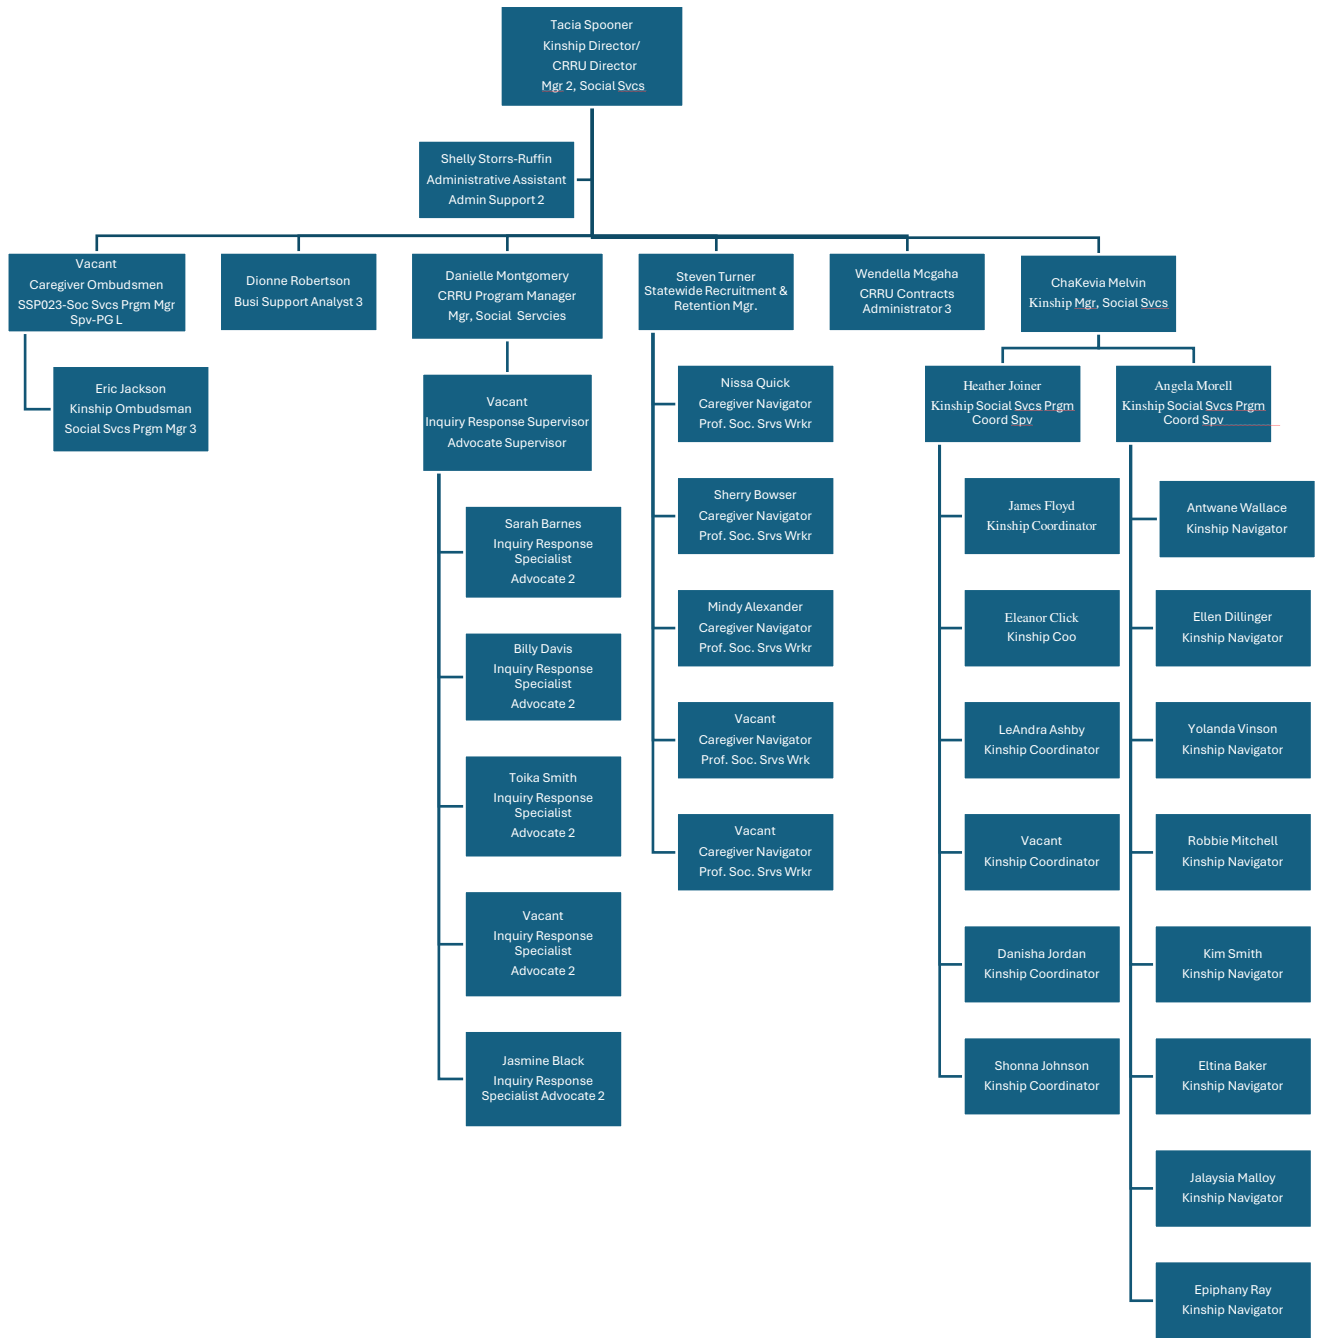 Tacia Spooner
Kinship Director/
CRRU Director
Mgr 2, Social Svcs
Shelly Storrs-Ruffin
Administrative Assistant
Admin Support 2
Vacant
Caregiver Ombudsmen
SSP023-Soc Svcs Prgm Mgr
Spv-PG L
Dionne Robertson
Busi Support Analyst 3
Danielle Montgomery
CRRU Program Manager
Mgr, Social Servcies
Steven Turner
Statewide Recruitment &
Retention Mgr.
Wendella Mcgaha
CRRU Contracts
Administrator 3
ChaKevia Melvin
Kinship Mgr, Social Svcs
Eric Jackson
Kinship Ombudsman
Social Svcs Prgm Mgr 3
Vacant
Inquiry Response Supervisor
Advocate Supervisor
Sarah Barnes
Inquiry Response
Specialist
Advocate 2
Billy Davis
Inquiry Response
Specialist
Advocate 2
Toika Smith
Inquiry Response
Specialist
Advocate 2
Vacant
Inquiry Response
Specialist
Advocate 2
Jasmine Black
Inquiry Response
Specialist Advocate 2
Nissa Quick
Caregiver Navigator
Prof. Soc. Srvs Wrkr
Sherry Bowser
Caregiver Navigator
Prof. Soc. Srvs Wrkr
Mindy Alexander
Caregiver Navigator
Prof. Soc. Srvs Wrkr
Vacant
Caregiver Navigator
Prof. Soc. Srvs Wrk
Vacant
Caregiver Navigator
Prof. Soc. Srvs Wrkr
Heather Joiner
Kinship Social Svcs Prgm
Coord Spv
James Floyd
Kinship Coordinator
Eleanor Click
Kinship Coo
LeAndra Ashby
Kinship Coordinator
Vacant
Kinship Coordinator
Danisha Jordan
Kinship Coordinator
Shonna Johnson
Kinship Coordinator
Angela Morell
Kinship Social Svcs Prgm
Coord Spv
Antwane Wallace
Kinship Navigator
Ellen Dillinger
Kinship Navigator
Yolanda Vinson
Kinship Navigator
Robbie Mitchell
Kinship Navigator
Kim Smith
Kinship Navigator
Eltina Baker
Kinship Navigator
Jalaysia Malloy
Kinship Navigator
Epiphany Ray
Kinship Navigator